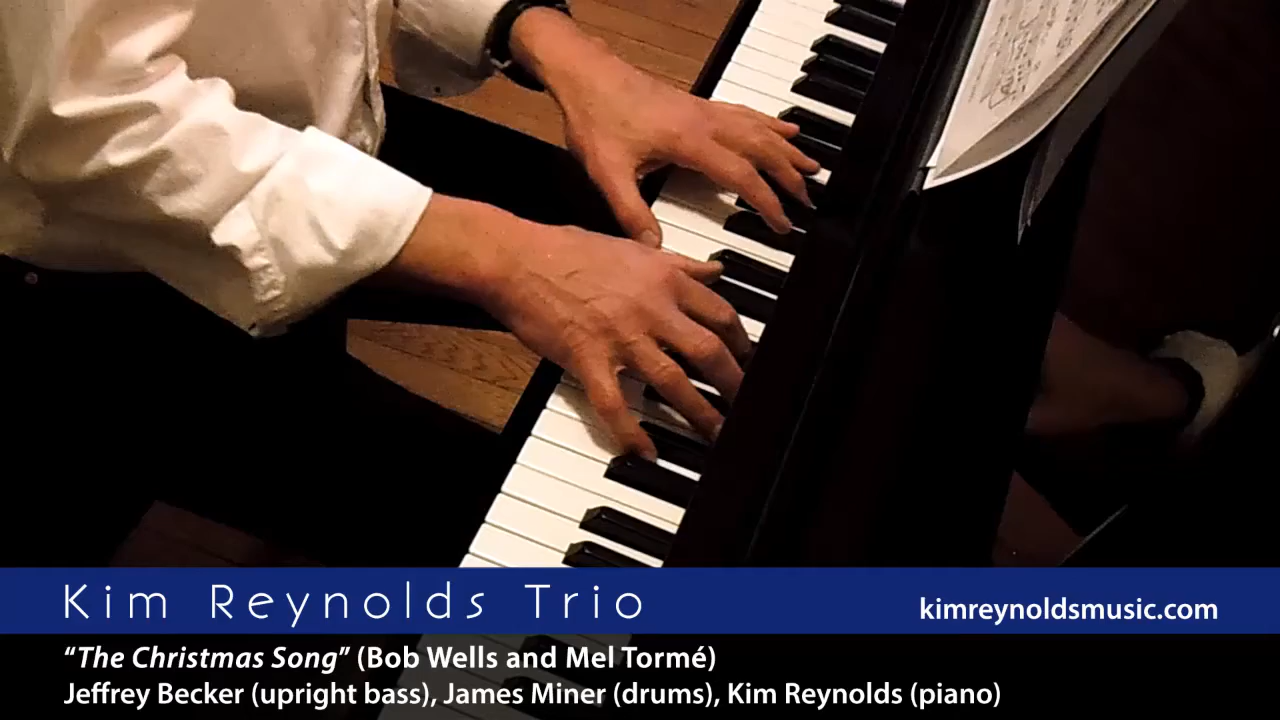 Kim Reynolds Trio
kimreynoldsmusic.com
“The Christmas Song” (Bob Wells and Mel Tormé)
Jeffrey Becker (upright bass), James Miner (drums), Kim Reynolds (piano)